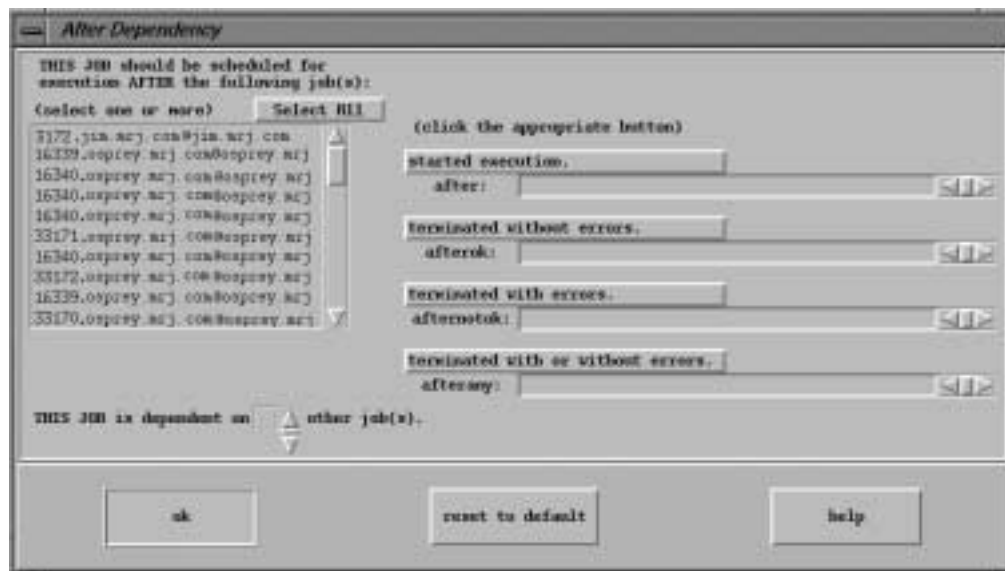 After Dependency
THIS JOB should be scheduled for
execution AFTER the following job(s):
(select one or more)
Select All
3172.jim.mrj.com@jim.mrj.com
16339.osprey.mrj.com@osprey.mrj
16340.osprey.mrj.com@osprey.mrj
16340.osprey.mrj.com@osprey.mrj
16340.osprey.mrj.com@osprey.mrj
33171.osprey.mrj.com@osprey.mrj
16340.osprey.mrj.com@osprey.mrj
33172.osprey.mrj.com@osprey.mrj
16339.osprey.mrj.com@osprey.mrj
33170.osprey.mrj.com@osprey.mrj
(click the appropriate button)
started execution.
after:
terminated without errors.
afterok:
terminated with errors.
afternotok:
terminated with or without errors.
afterany:
THIS JOB is dependent on other job(s).
ok
reset to default
help